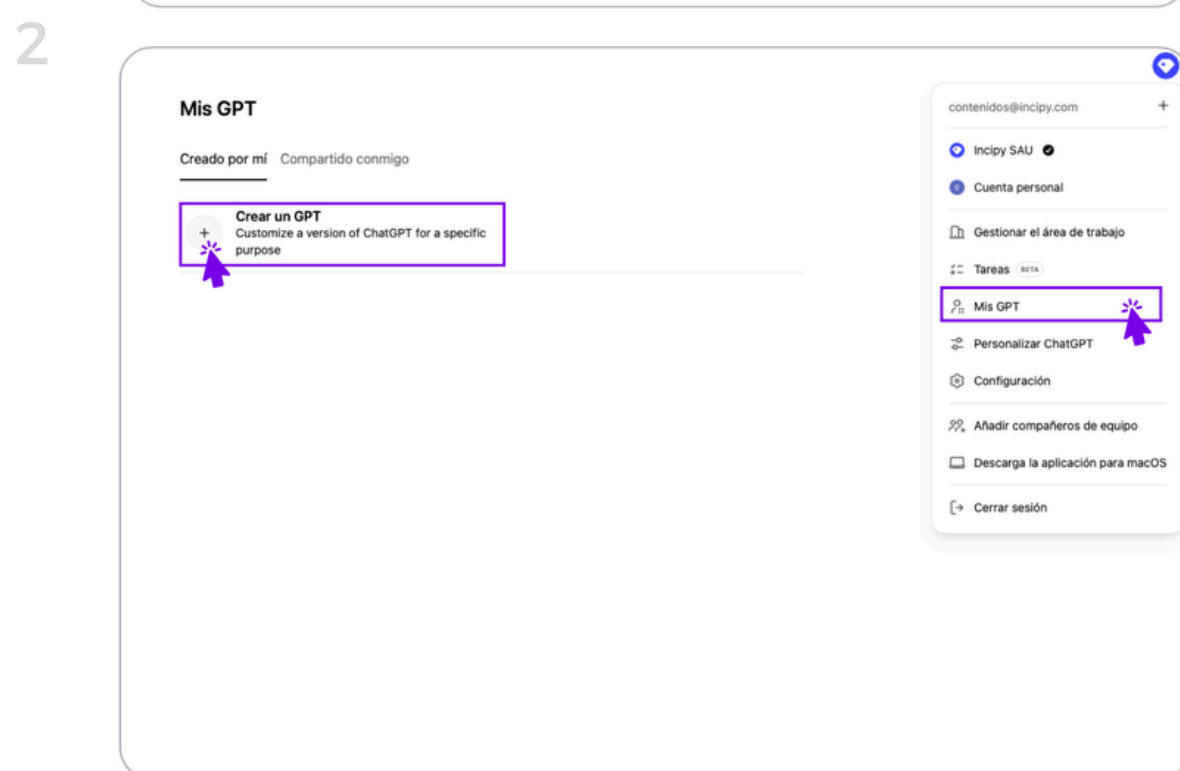 2
Mis GPT
Creado por mí Compartido conmigo
+
Crear un GPT
Customize a version of ChatGPT for a specific
purpose
contenidos@incipy.com +
Incipy SAU
Cuenta personal
Gestionar el área de trabajo
Tareas BETA
Mis GPT
Personalizar ChatGPT
Configuración
Añadir compañeros de equipo
Descarga la aplicación para macOS
Cerrar sesión